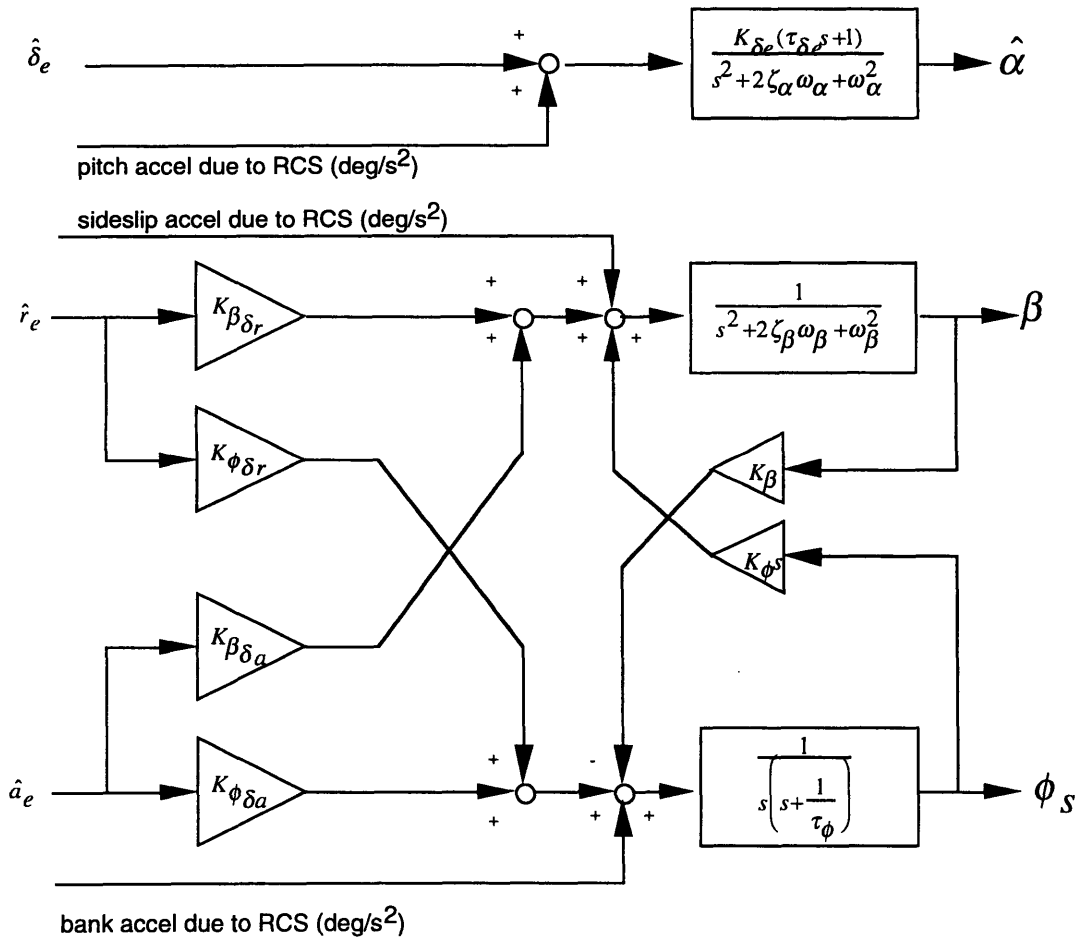 δ̂ₑ
+
+
K_δe (τ_δe s+1)
s² + 2ζ_α ω_α + ω_α²
α̂
pitch accel due to RCS (deg/s²)
sideslip accel due to RCS (deg/s²)
r̂ₑ
K_βδr
+
+
+
+
+
1
s² + 2ζ_β ω_β + ω_β²
β
K_ϕδr
K_β
K_ϕs
K_βδa
âₑ
K_ϕδa
+
+
-
+
+
1
s(s + 1/τ_ϕ)
ϕ_s
bank accel due to RCS (deg/s²)